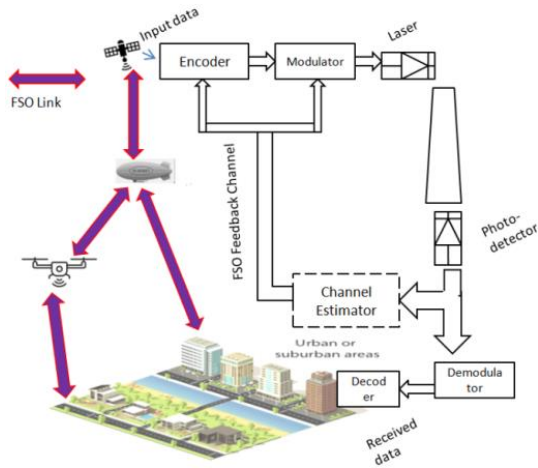 Input data
Laser
Encoder
Modulator
FSO Link
FSO Feedback Channel
Photo-
detector
Channel
Estimator
Urban or
suburban areas
Decod
er
Demodula
tor
Received
data